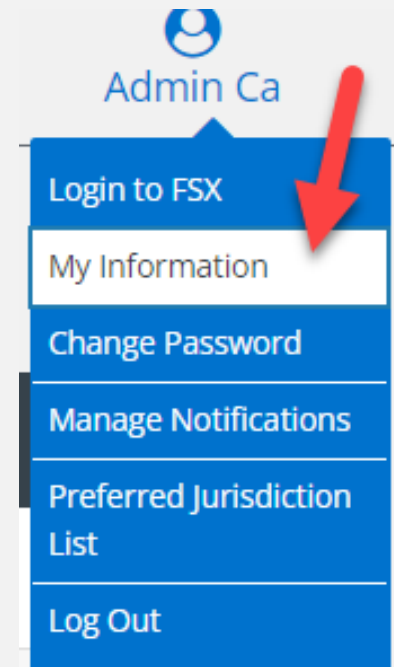 Admin Ca
Login to FSX
My Information
Change Password
Manage Notifications
Preferred Jurisdiction
List
Log Out